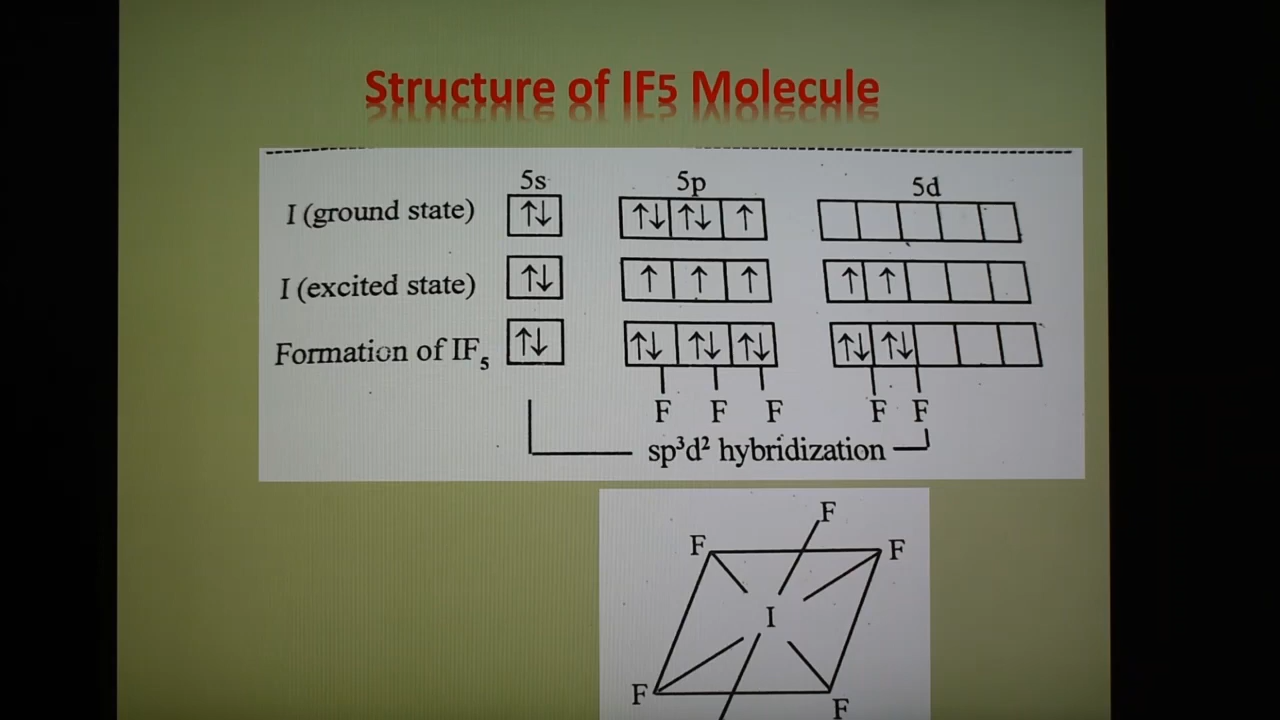 Structure of IF5 Molecule
5s 5p 5d
I (ground state) ↑↓ ↑↓ ↑↓ ↑
I (excited state) ↑↓ ↑ ↑ ↑ ↑ ↑
Formation of IF₅ ↑↓ ↑↓ ↑↓ ↑↓ ↑↓ ↑↓
F F F F F
sp³d² hybridization
F
F F
I
F F